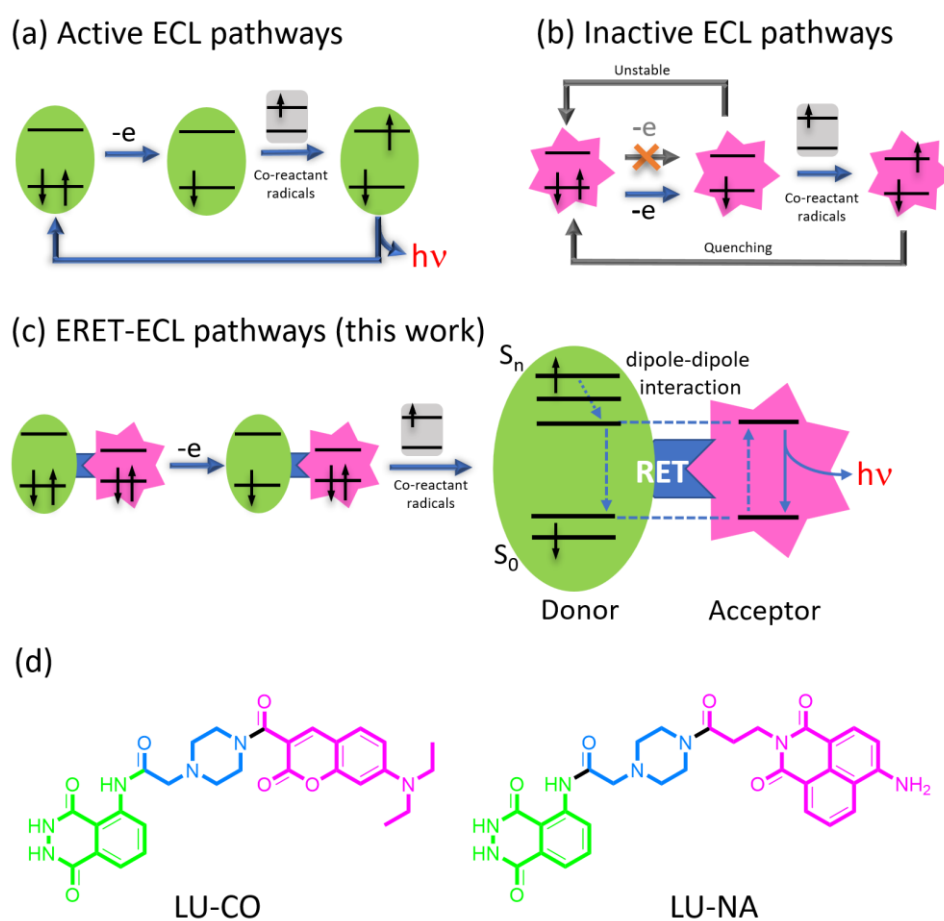 (a) Active ECL pathways
-e
Co-reactant
radicals
hν
(b) Inactive ECL pathways
Unstable
-e
-e
Co-reactant
radicals
Quenching
(c) ERET-ECL pathways (this work)
-e
Co-reactant
radicals
Sn
dipole-dipole
interaction
RET
hν
S0
Donor
Acceptor
(d)
O
O
N
O
N
HN
O
O
N
O
HN
HN
O
LU-CO
O
O
O
N
N
O
N
HN
O
O
HN
HN
NH2
O
LU-NA